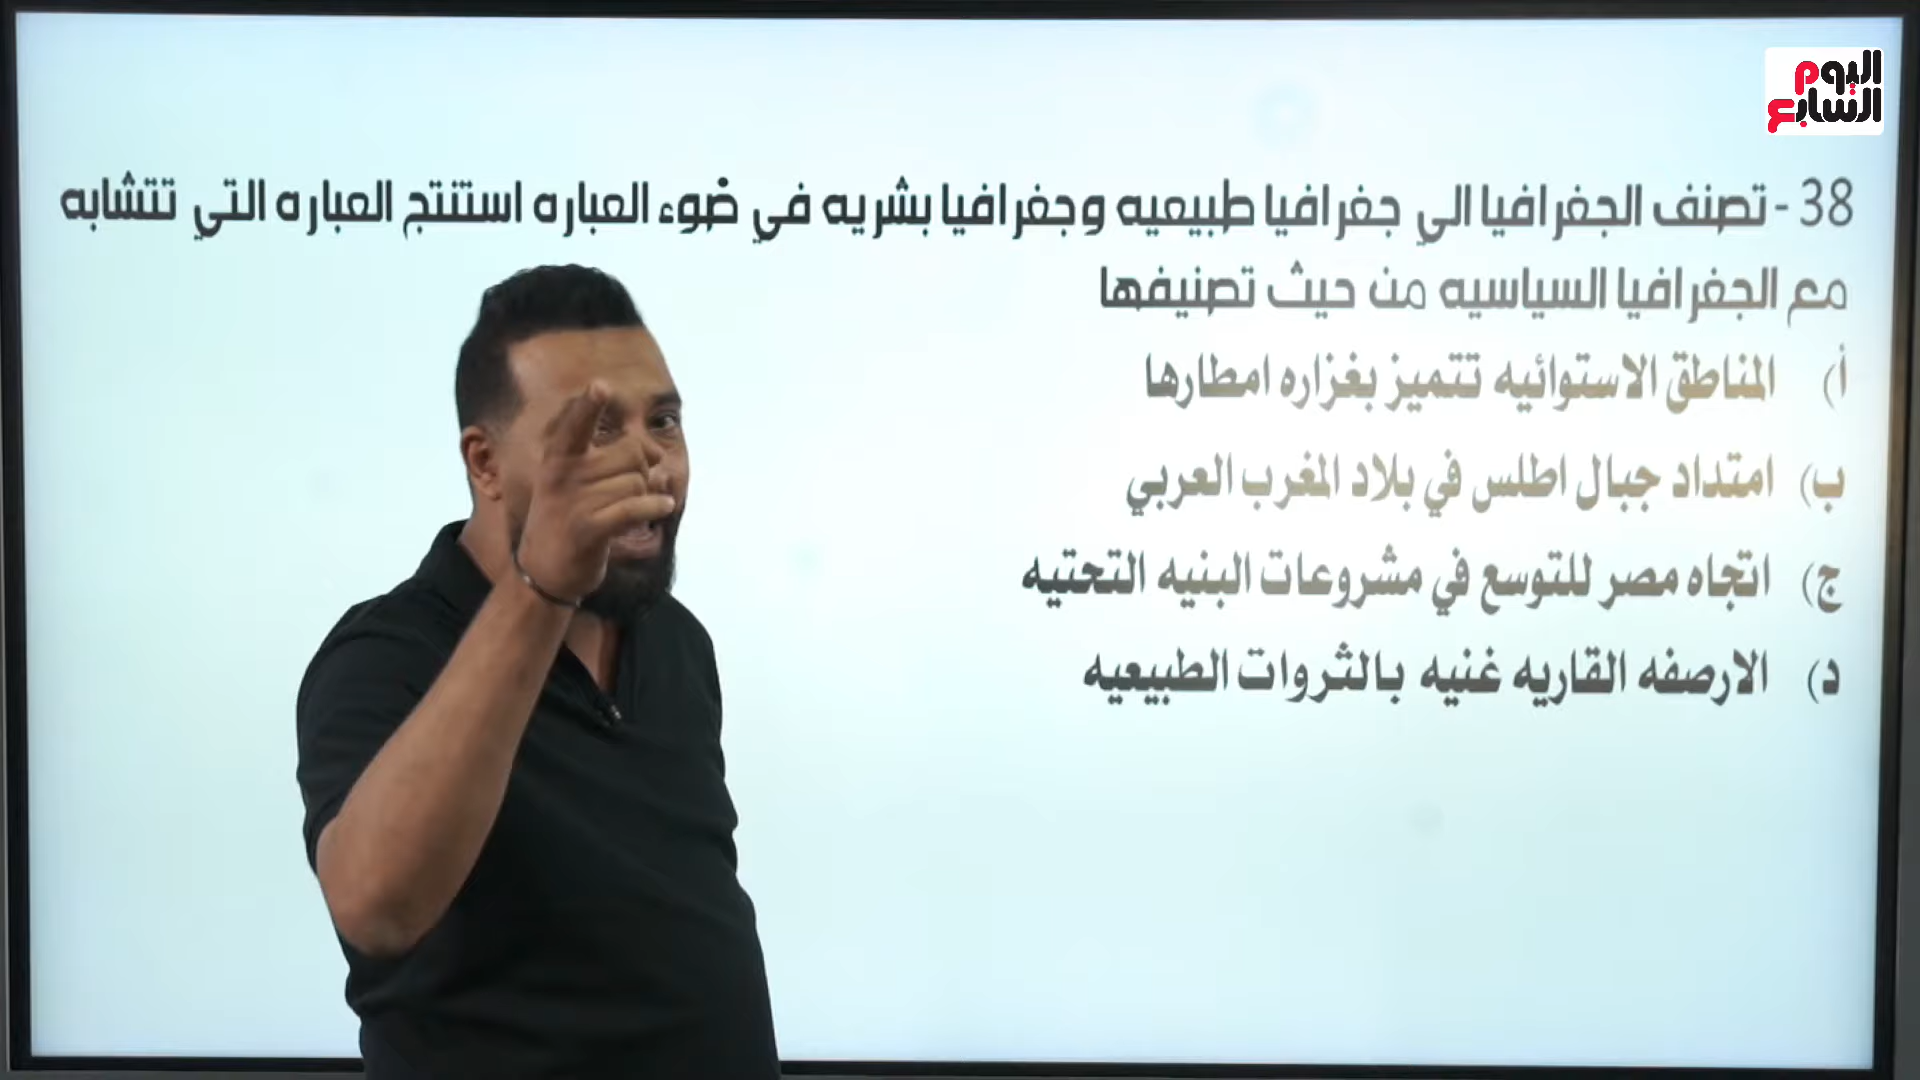 اليوم
السابع
38 - تصنف الجغرافيا الي جغرافيا طبيعيه وجغرافيا بشريه في ضوء العباره استنتج العباره التي تتشابه
مع الجغرافيا السياسيه من حيث تصنيفها
أ) المناطق الاستوائيه تتميز بغزاره امطارها
ب) امتداد جبال اطلس في بلاد المغرب العربي
ج) اتجاه مصر للتوسع في مشروعات البنيه التحتيه
د) الارصفه القاريه غنيه بالثروات الطبيعيه